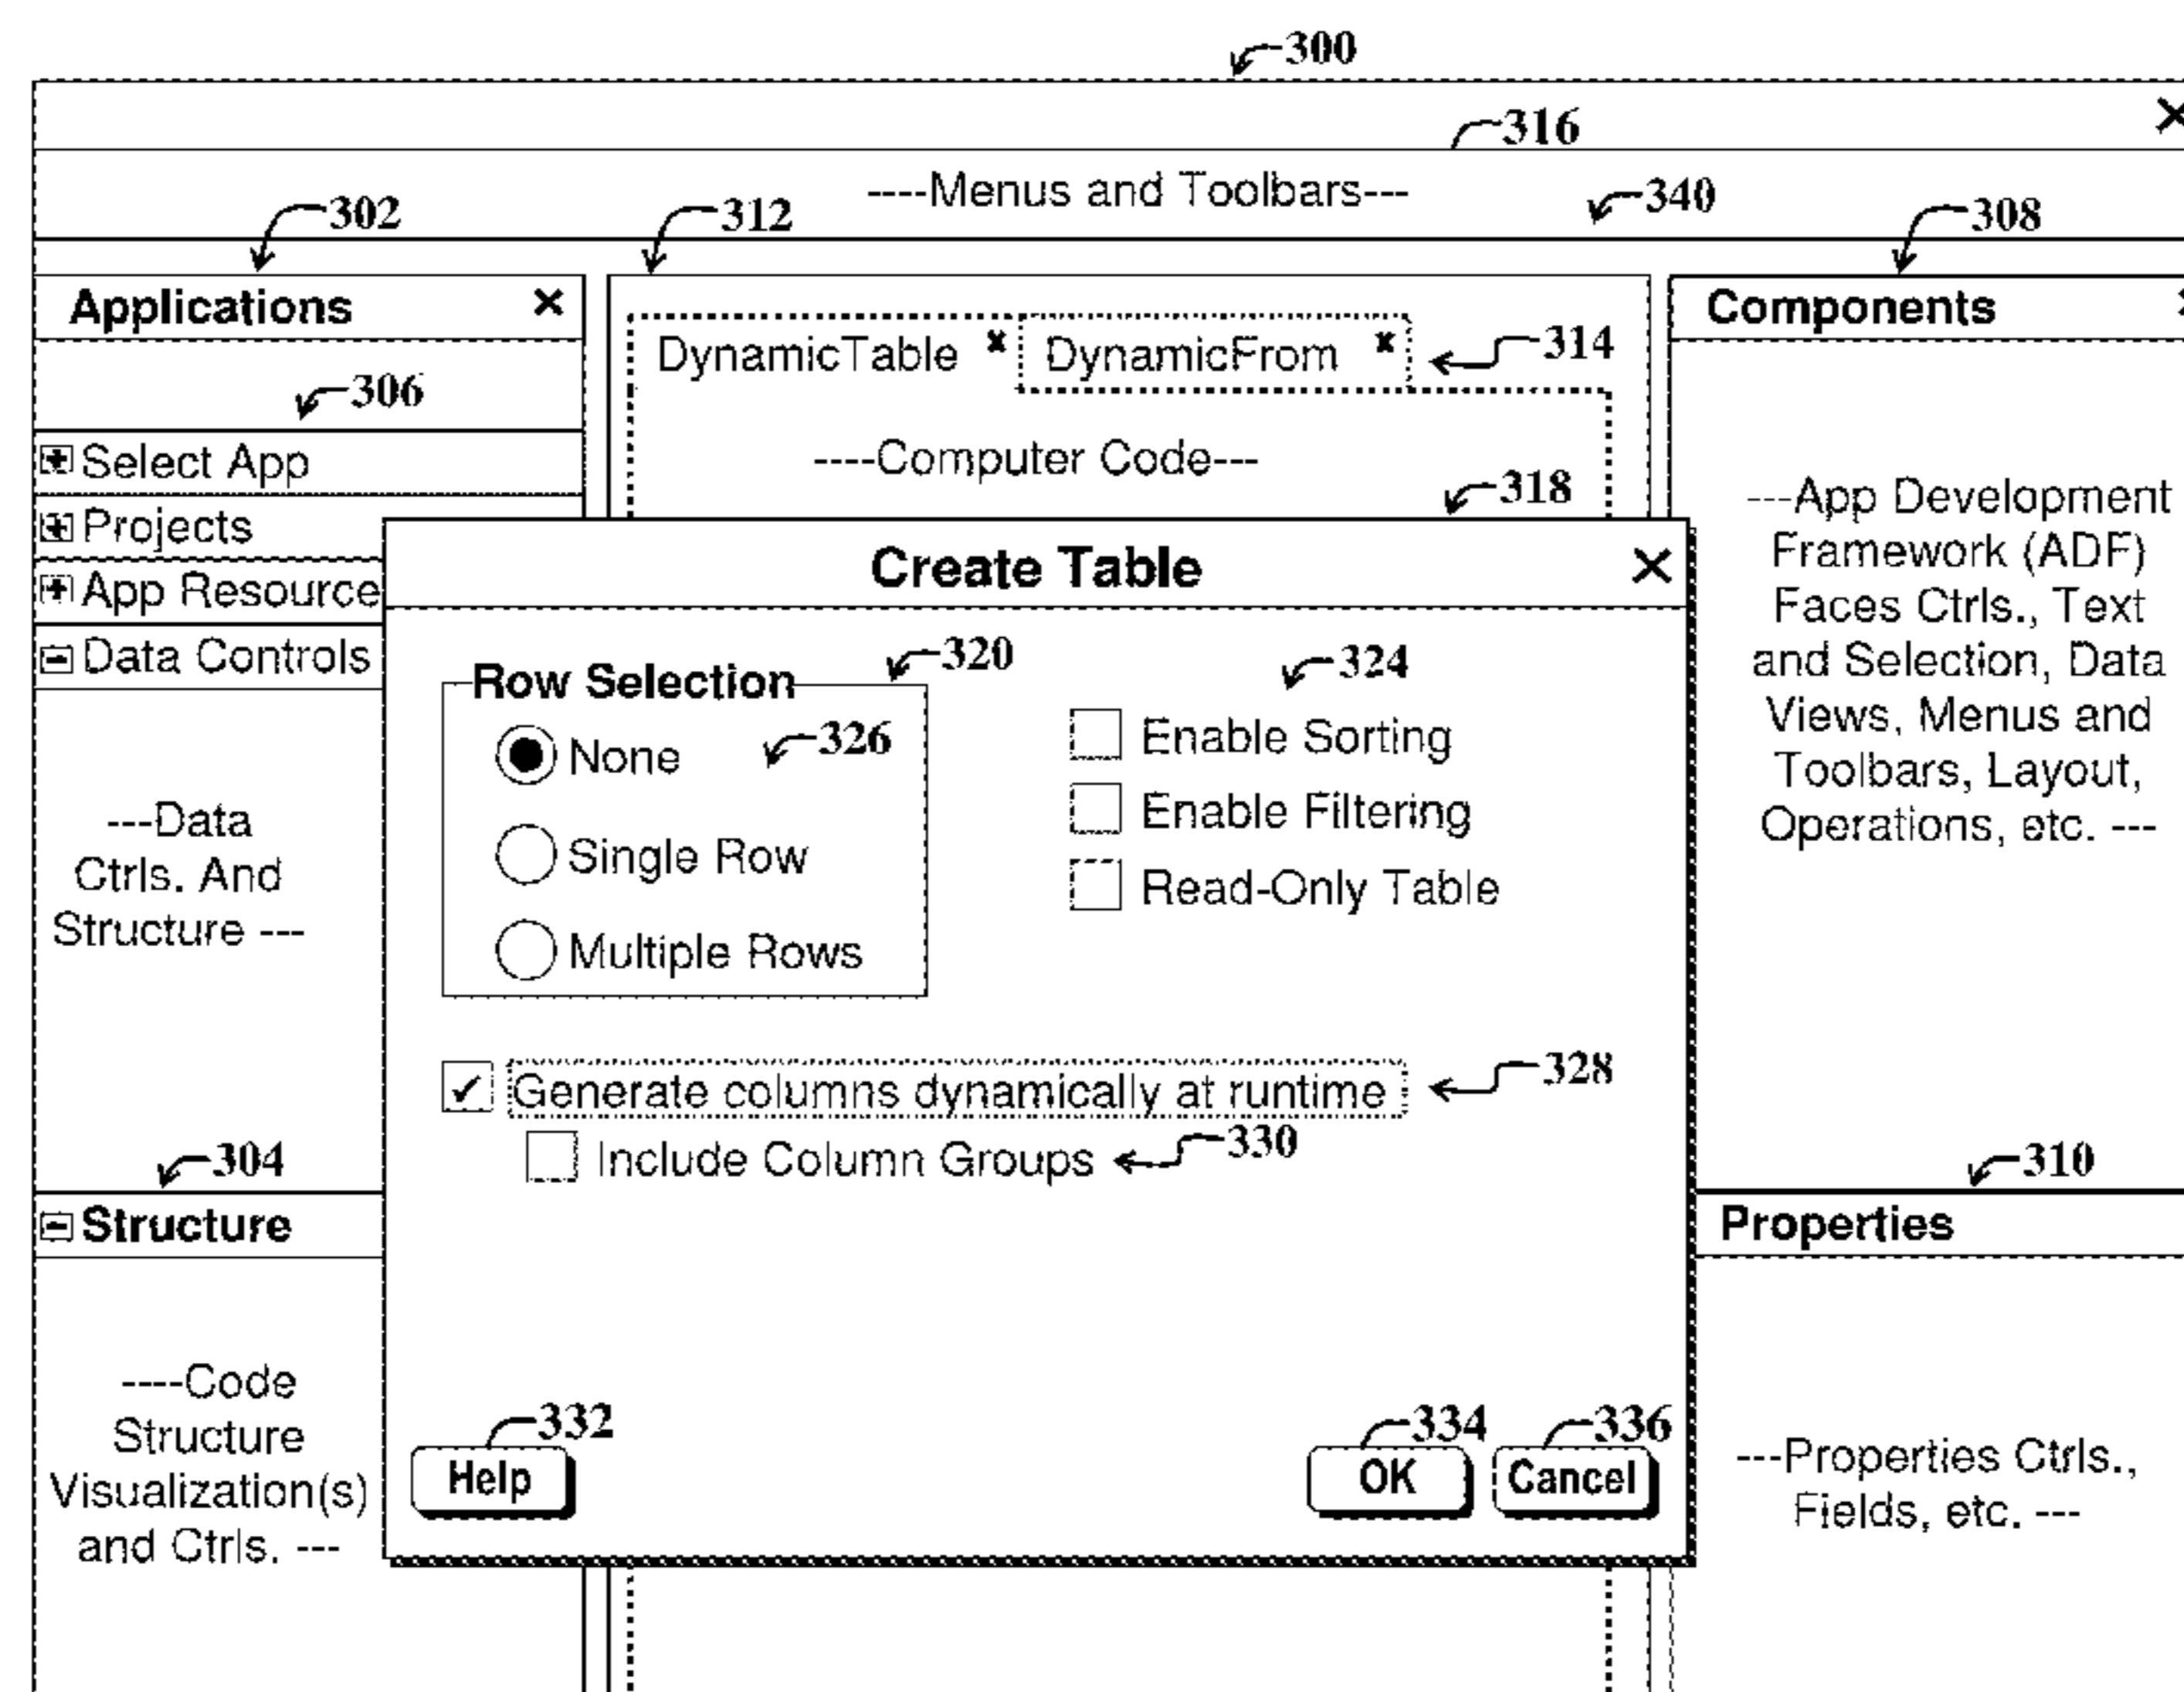 300
316
----Menus and Toolbars---
302
312
340
308
Applications
DynamicTable
DynamicFrom
314
Components
306
Select App
Projects
App Resource
Data Controls
----Computer Code---
318
---App Development
Framework (ADF)
Faces Ctrls., Text
and Selection, Data
Views, Menus and
Toolbars, Layout,
Operations, etc. ---
---Data
Ctrls. And
Structure ---
Create Table
Row Selection
320
None
326
Single Row
Multiple Rows
324
Enable Sorting
Enable Filtering
Read-Only Table
Generate columns dynamically at runtime
328
Include Column Groups
330
304
Structure
----Code
Structure
Visualization(s)
and Ctrls. ---
310
Properties
---Properties Ctrls.,
Fields, etc. ---
332
Help
334
OK
336
Cancel